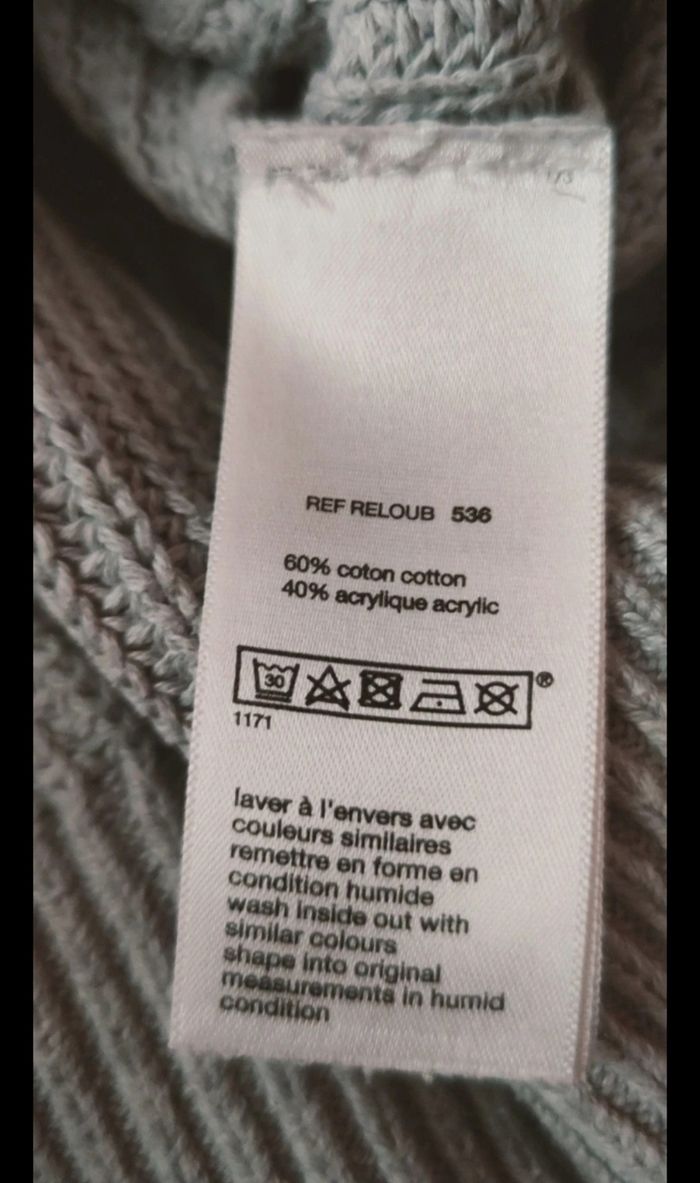 REF RELOUB 536
60% coton cotton
40% acrylique acrylic
30
®
1171
laver à l'envers avec
couleurs similaires
remettre en forme en
condition humide
wash inside out with
similar colours
shape into original
measurements in humid
condition